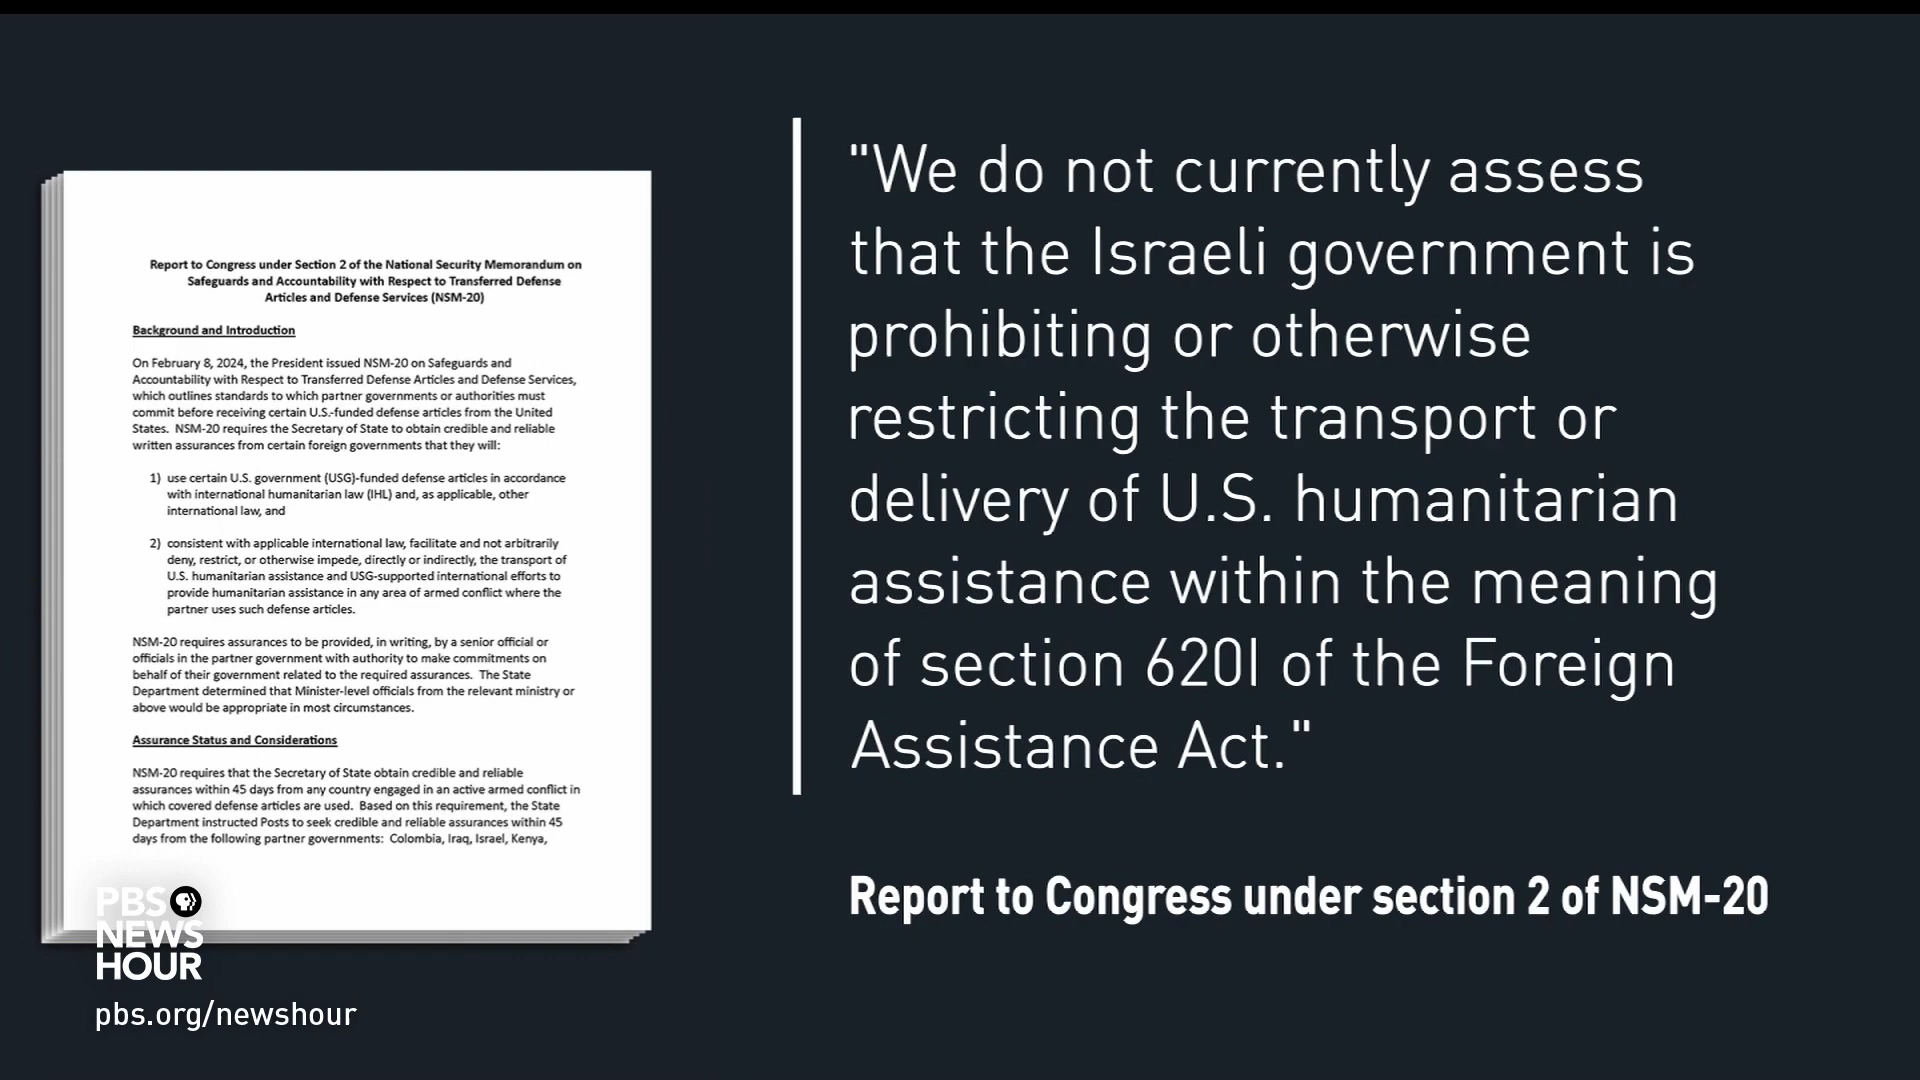 Report to Congress under Section 2 of the National Security Memorandum on
Safeguards and Accountability with Respect to Transferred Defense
Articles and Defense Services (NSM-20)
Background and Introduction
On February 8, 2024, the President issued NSM-20 on Safeguards and
Accountability with Respect to Transferred Defense Articles and Defense Services,
which outlines standards to which partner governments or authorities must
commit before receiving certain U.S.-funded defense articles from the United
States.  NSM-20 requires the Secretary of State to obtain credible and reliable
written assurances from certain foreign governments that they will:
1) use certain U.S. government (USG)-funded defense articles in accordance
with international humanitarian law (IHL) and, as applicable, other
international law, and
2) consistent with applicable international law, facilitate and not arbitrarily
deny, restrict, or otherwise impede, directly or indirectly, the transport of
U.S. humanitarian assistance and USG-supported international efforts to
provide humanitarian assistance in any area of armed conflict where the
partner uses such defense articles.
NSM-20 requires assurances to be provided, in writing, by a senior official or
officials in the partner government with authority to make commitments on
behalf of their government related to the required assurances.  The State
Department determined that Minister-level officials from the relevant ministry or
above would be appropriate in most circumstances.
Assurance Status and Considerations
NSM-20 requires that the Secretary of State obtain credible and reliable
assurances within 45 days from any country engaged in an active armed conflict in
which covered defense articles are used.  Based on this requirement, the State
Department instructed Posts to seek credible and reliable assurances within 45
days from the following partner governments:  Colombia, Iraq, Israel, Kenya,
"We do not currently assess
that the Israeli government is
prohibiting or otherwise
restricting the transport or
delivery of U.S. humanitarian
assistance within the meaning
of section 620I of the Foreign
Assistance Act."
Report to Congress under section 2 of NSM-20
PBS
NEWS
HOUR
pbs.org/newshour